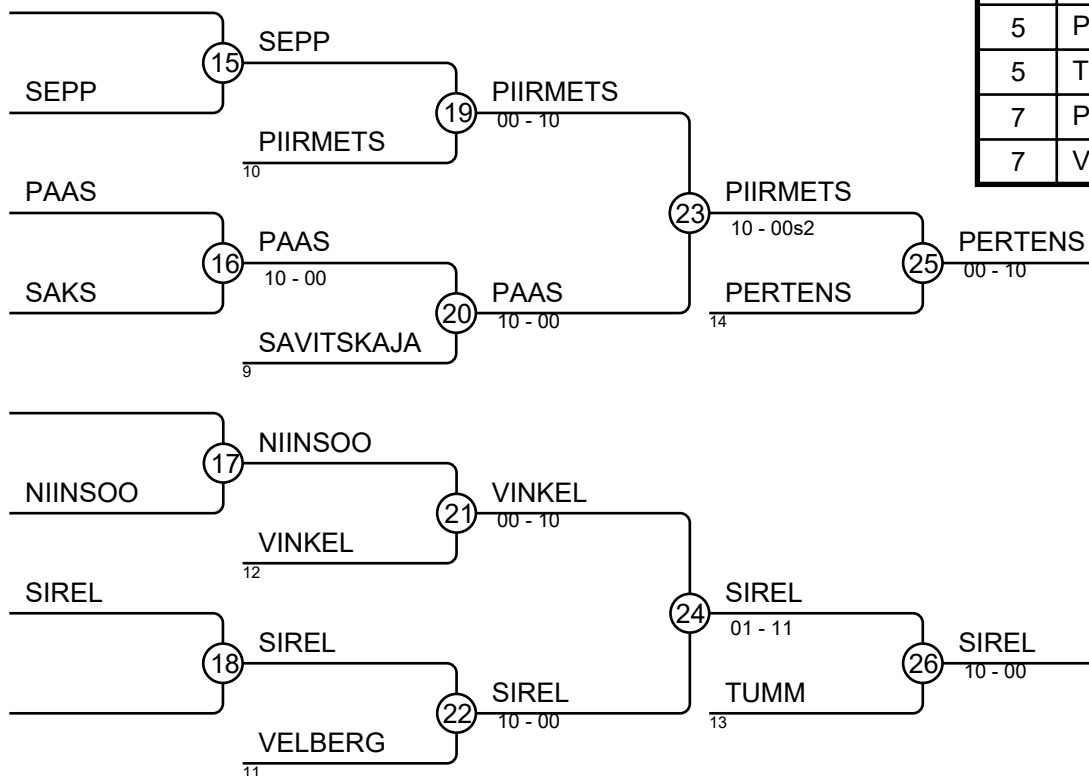 5 P
5 T
7 P
7 V
15 SEPP
SEPP
19 PIIRMETS
00 - 10
PIIRMETS
10
PAAS
23 PIIRMETS
10 - 00s2
16 PAAS
10 - 00
25 PERTENS
00 - 10
SAKS
20 PAAS
10 - 00
PERTENS
14
SAVITSKAJA
9
17 NIINSOO
NIINSOO
21 VINKEL
00 - 10
VINKEL
12
SIREL
24 SIREL
01 - 11
18 SIREL
26 SIREL
10 - 00
22 SIREL
10 - 00
TUMM
13
VELBERG
11